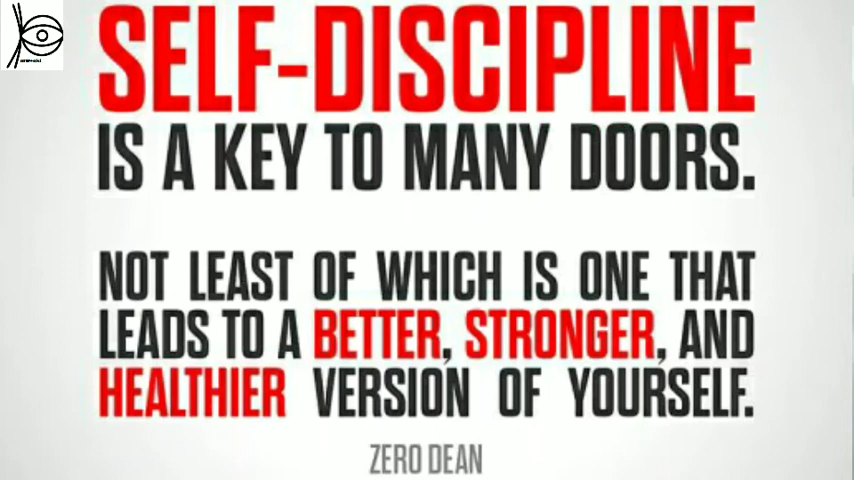 SELF-DISCIPLINE
IS A KEY TO MANY DOORS.
NOT LEAST OF WHICH IS ONE THAT
LEADS TO A BETTER, STRONGER, AND
HEALTHIER VERSION OF YOURSELF.
ZERO DEAN